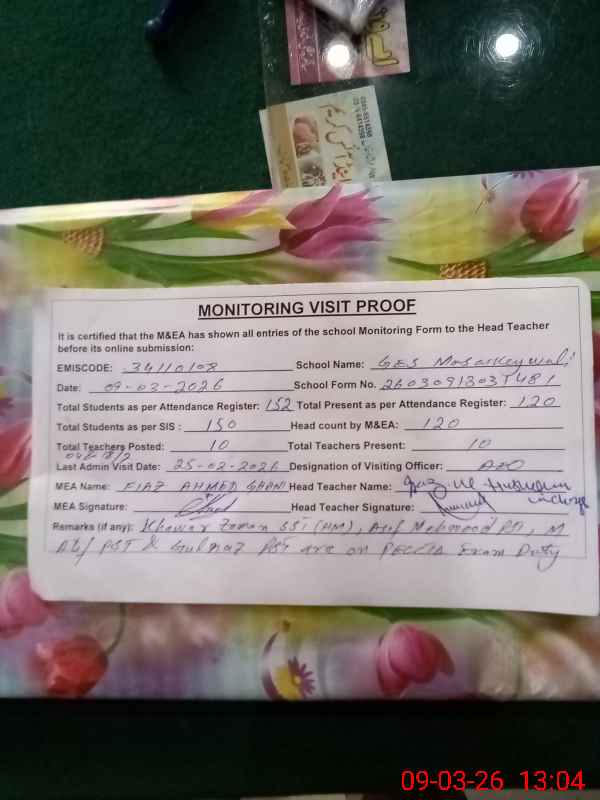 MONITORING VISIT PROOF
It is certified that the M&EA has shown all entries of the school Monitoring Form to the Head Teacher
before its online submission:
EMISCODE: 34110108 School Name: GES
Date: 09-03-2026 School Form No. 2603091303T481
Total Students as per Attendance Register: 152 Total Present as per Attendance Register: 120
Total Students as per SIS : 150 Head count by M&EA: 120
Total Teachers Posted: 10 Total Teachers Present: 10
Last Admin Visit Date: 25-02-2026 Designation of Visiting Officer: AEO
MEA Name: FIAZ AHMED GHANI Head Teacher Name: incharge
MEA Signature: Head Teacher Signature:
Remarks (if any): Khawar Zaman SST (HM), Asif Mehmood PTI, M
PST & Gulnaz PST are on PECTA Exam Duty
09-03-26 13:04